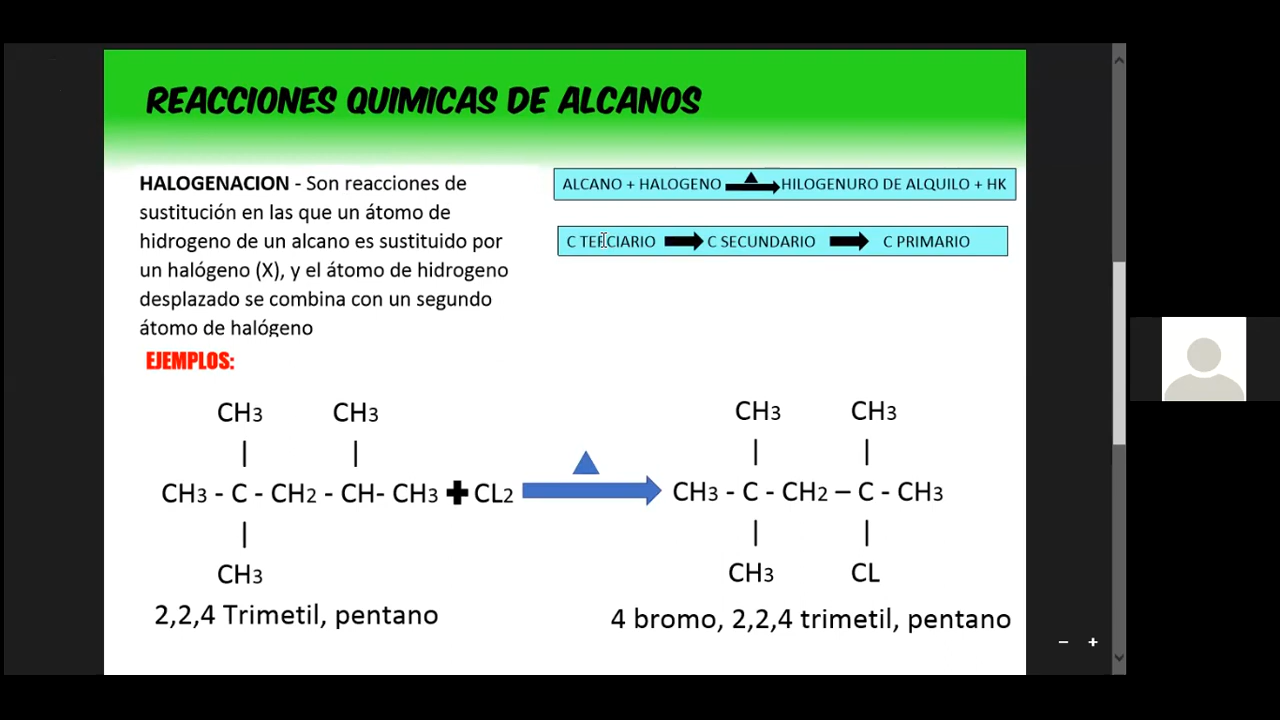 REACCIONES QUIMICAS DE ALCANOS
HALOGENACION - Son reacciones de
sustitución en las que un átomo de
hidrogeno de un alcano es sustituido por
un halógeno (X), y el átomo de hidrogeno
desplazado se combina con un segundo
átomo de halógeno
ALCANO + HALOGENO HILOGENURO DE ALQUILO + HK
C TERCIARIO C SECUNDARIO C PRIMARIO
EJEMPLOS:
CH3 CH3
| |
CH3 - C - CH2 - CH- CH3 + CL2
|
CH3
2,2,4 Trimetil, pentano
CH3 CH3
| |
CH3 - C - CH2 – C - CH3
| |
CH3 CL
4 bromo, 2,2,4 trimetil, pentano